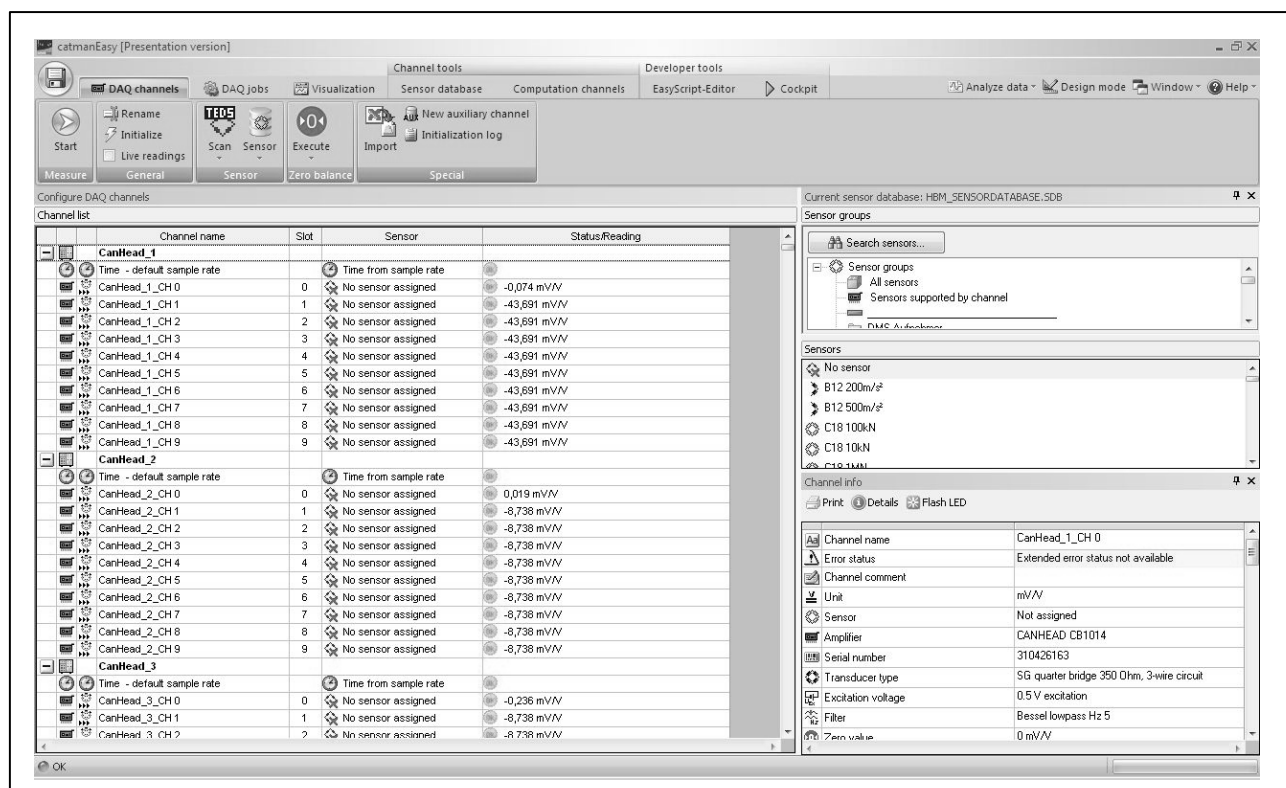 catmanEasy [Presentation version]
Channel tools Developer tools
DAQ channels DAQ jobs Visualization Sensor database Computation channels EasyScript-Editor Cockpit Analyze data Design mode Window Help
Rename TEDS New auxiliary channel
Initialize Initialization log
Start Live readings Scan Sensor Execute Import
Measure General Sensor Zero balance Special
Configure DAQ channels
Channel list
Channel name Slot Sensor Status/Reading
CanHead_1
Time - default sample rate Time from sample rate
CanHead_1_CH 0 0 No sensor assigned -0,074 mV/V
CanHead_1_CH 1 1 No sensor assigned -43,691 mV/V
CanHead_1_CH 2 2 No sensor assigned -43,691 mV/V
CanHead_1_CH 3 3 No sensor assigned -43,691 mV/V
CanHead_1_CH 4 4 No sensor assigned -43,691 mV/V
CanHead_1_CH 5 5 No sensor assigned -43,691 mV/V
CanHead_1_CH 6 6 No sensor assigned -43,691 mV/V
CanHead_1_CH 7 7 No sensor assigned -43,691 mV/V
CanHead_1_CH 8 8 No sensor assigned -43,691 mV/V
CanHead_1_CH 9 9 No sensor assigned -43,691 mV/V
CanHead_2
Time - default sample rate Time from sample rate
CanHead_2_CH 0 0 No sensor assigned 0,019 mV/V
CanHead_2_CH 1 1 No sensor assigned -8,738 mV/V
CanHead_2_CH 2 2 No sensor assigned -8,738 mV/V
CanHead_2_CH 3 3 No sensor assigned -8,738 mV/V
CanHead_2_CH 4 4 No sensor assigned -8,738 mV/V
CanHead_2_CH 5 5 No sensor assigned -8,738 mV/V
CanHead_2_CH 6 6 No sensor assigned -8,738 mV/V
CanHead_2_CH 7 7 No sensor assigned -8,738 mV/V
CanHead_2_CH 8 8 No sensor assigned -8,738 mV/V
CanHead_2_CH 9 9 No sensor assigned -8,738 mV/V
CanHead_3
Time - default sample rate Time from sample rate
CanHead_3_CH 0 0 No sensor assigned -0,236 mV/V
CanHead_3_CH 1 1 No sensor assigned -8,738 mV/V
CanHead_3_CH 2 2 No sensor assigned -8,738 mV/V
OK
Current sensor database: HBM_SENSORDATABASE.SDB
Sensor groups
Search sensors...
Sensor groups
All sensors
Sensors supported by channel
DMS Aufnehmer
Sensors
No sensor
B12 200m/s²
B12 500m/s²
C18 100kN
C18 10kN
C18 1MN
Channel info
Print Details Flash LED
Channel name CanHead_1_CH 0
Error status Extended error status not available
Channel comment
Unit mV/V
Sensor Not assigned
Amplifier CANHEAD CB1014
Serial number 310426163
Transducer type SG quarter bridge 350 Ohm, 3-wire circuit
Excitation voltage 0.5 V excitation
Filter Bessel lowpass Hz 5
Zero value 0 mV/V